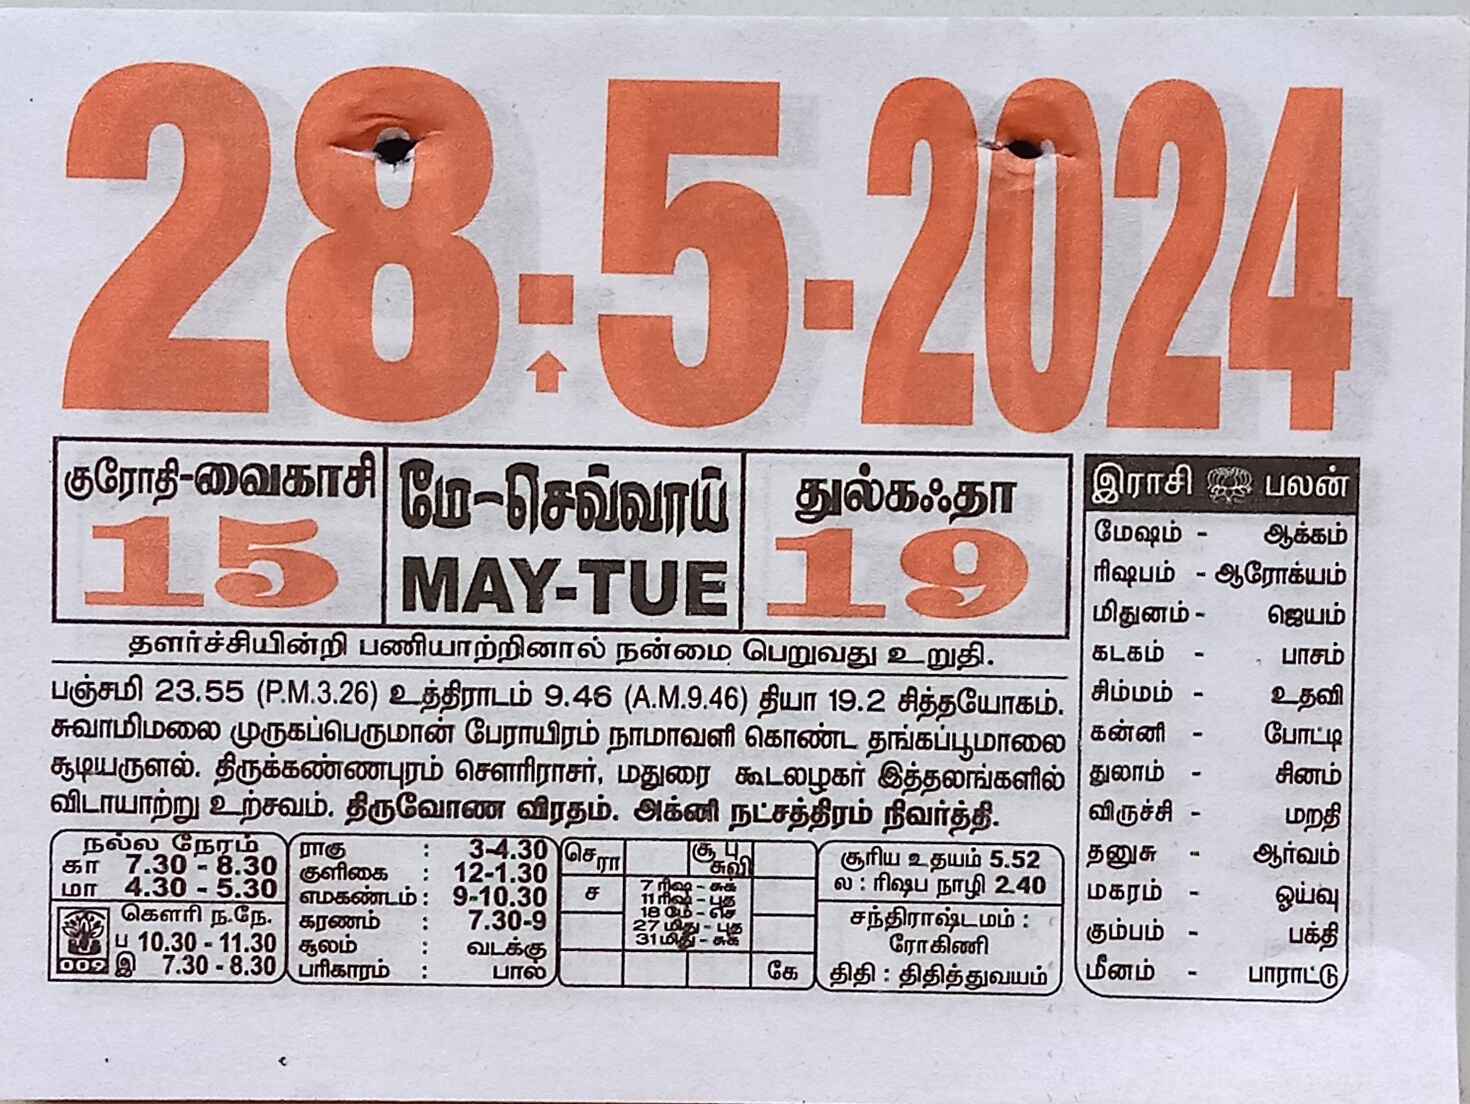 28.5.2024
குரோதி-வைகாசி
15
மே-செவ்வாய்
MAY-TUE
துல்கஃதா
19
தளர்ச்சியின்றி பணியாற்றினால் நன்மை பெறுவது உறுதி.
பஞ்சமி 23.55 (P.M.3.26) உத்திராடம் 9.46 (A.M.9.46) தியா 19.2 சித்தயோகம்.
சுவாமிமலை முருகப்பெருமான் பேராயிரம் நாமாவளி கொண்ட தங்கப்பூமாலை
சூடியருளல். திருக்கண்ணபுரம் சௌரிராசர், மதுரை கூடலழகர் இத்தலங்களில்
விடாயாற்று உற்சவம். திருவோண விரதம். அக்னி நட்சத்திரம் நிவர்த்தி.
நல்ல நேரம்
கா 7.30 - 8.30
மா 4.30 - 5.30
கௌரி ந.நே.
ப 10.30 - 11.30
இ 7.30 - 8.30
ராகு : 3-4.30
குளிகை : 12-1.30
எமகண்டம் : 9-10.30
கரணம் : 7.30-9
சூலம் : வடக்கு
பரிகாரம் : பால்
செ ரா
சூ பு சு வி
ச
7 ரிஷ - சுக்
11 ரிஷ - புத
18 மே - செ
27 மிது - புத
31 மிது - சுக்
கே
சூரிய உதயம் 5.52
ல : ரிஷப நாழி 2.40
சந்திராஷ்டமம் :
ரோகிணி
திதி : திதித்துவயம்
இராசி பலன்
மேஷம் - ஆக்கம்
ரிஷபம் - ஆரோக்யம்
மிதுனம் - ஜெயம்
கடகம் - பாசம்
சிம்மம் - உதவி
கன்னி - போட்டி
துலாம் - சினம்
விருச்சி - மறதி
தனுசு - ஆர்வம்
மகரம் - ஓய்வு
கும்பம் - பக்தி
மீனம் - பாராட்டு